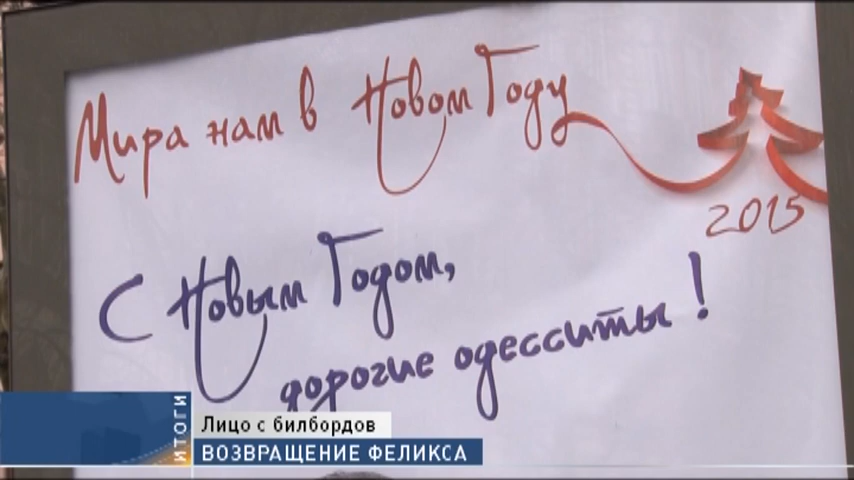 Мира нам в Новом Году
2015
С Новым Годом,
дорогие одесситы!
ИТОГИ
Лицо с билбордов
ВОЗВРАЩЕНИЕ ФЕЛИКСА